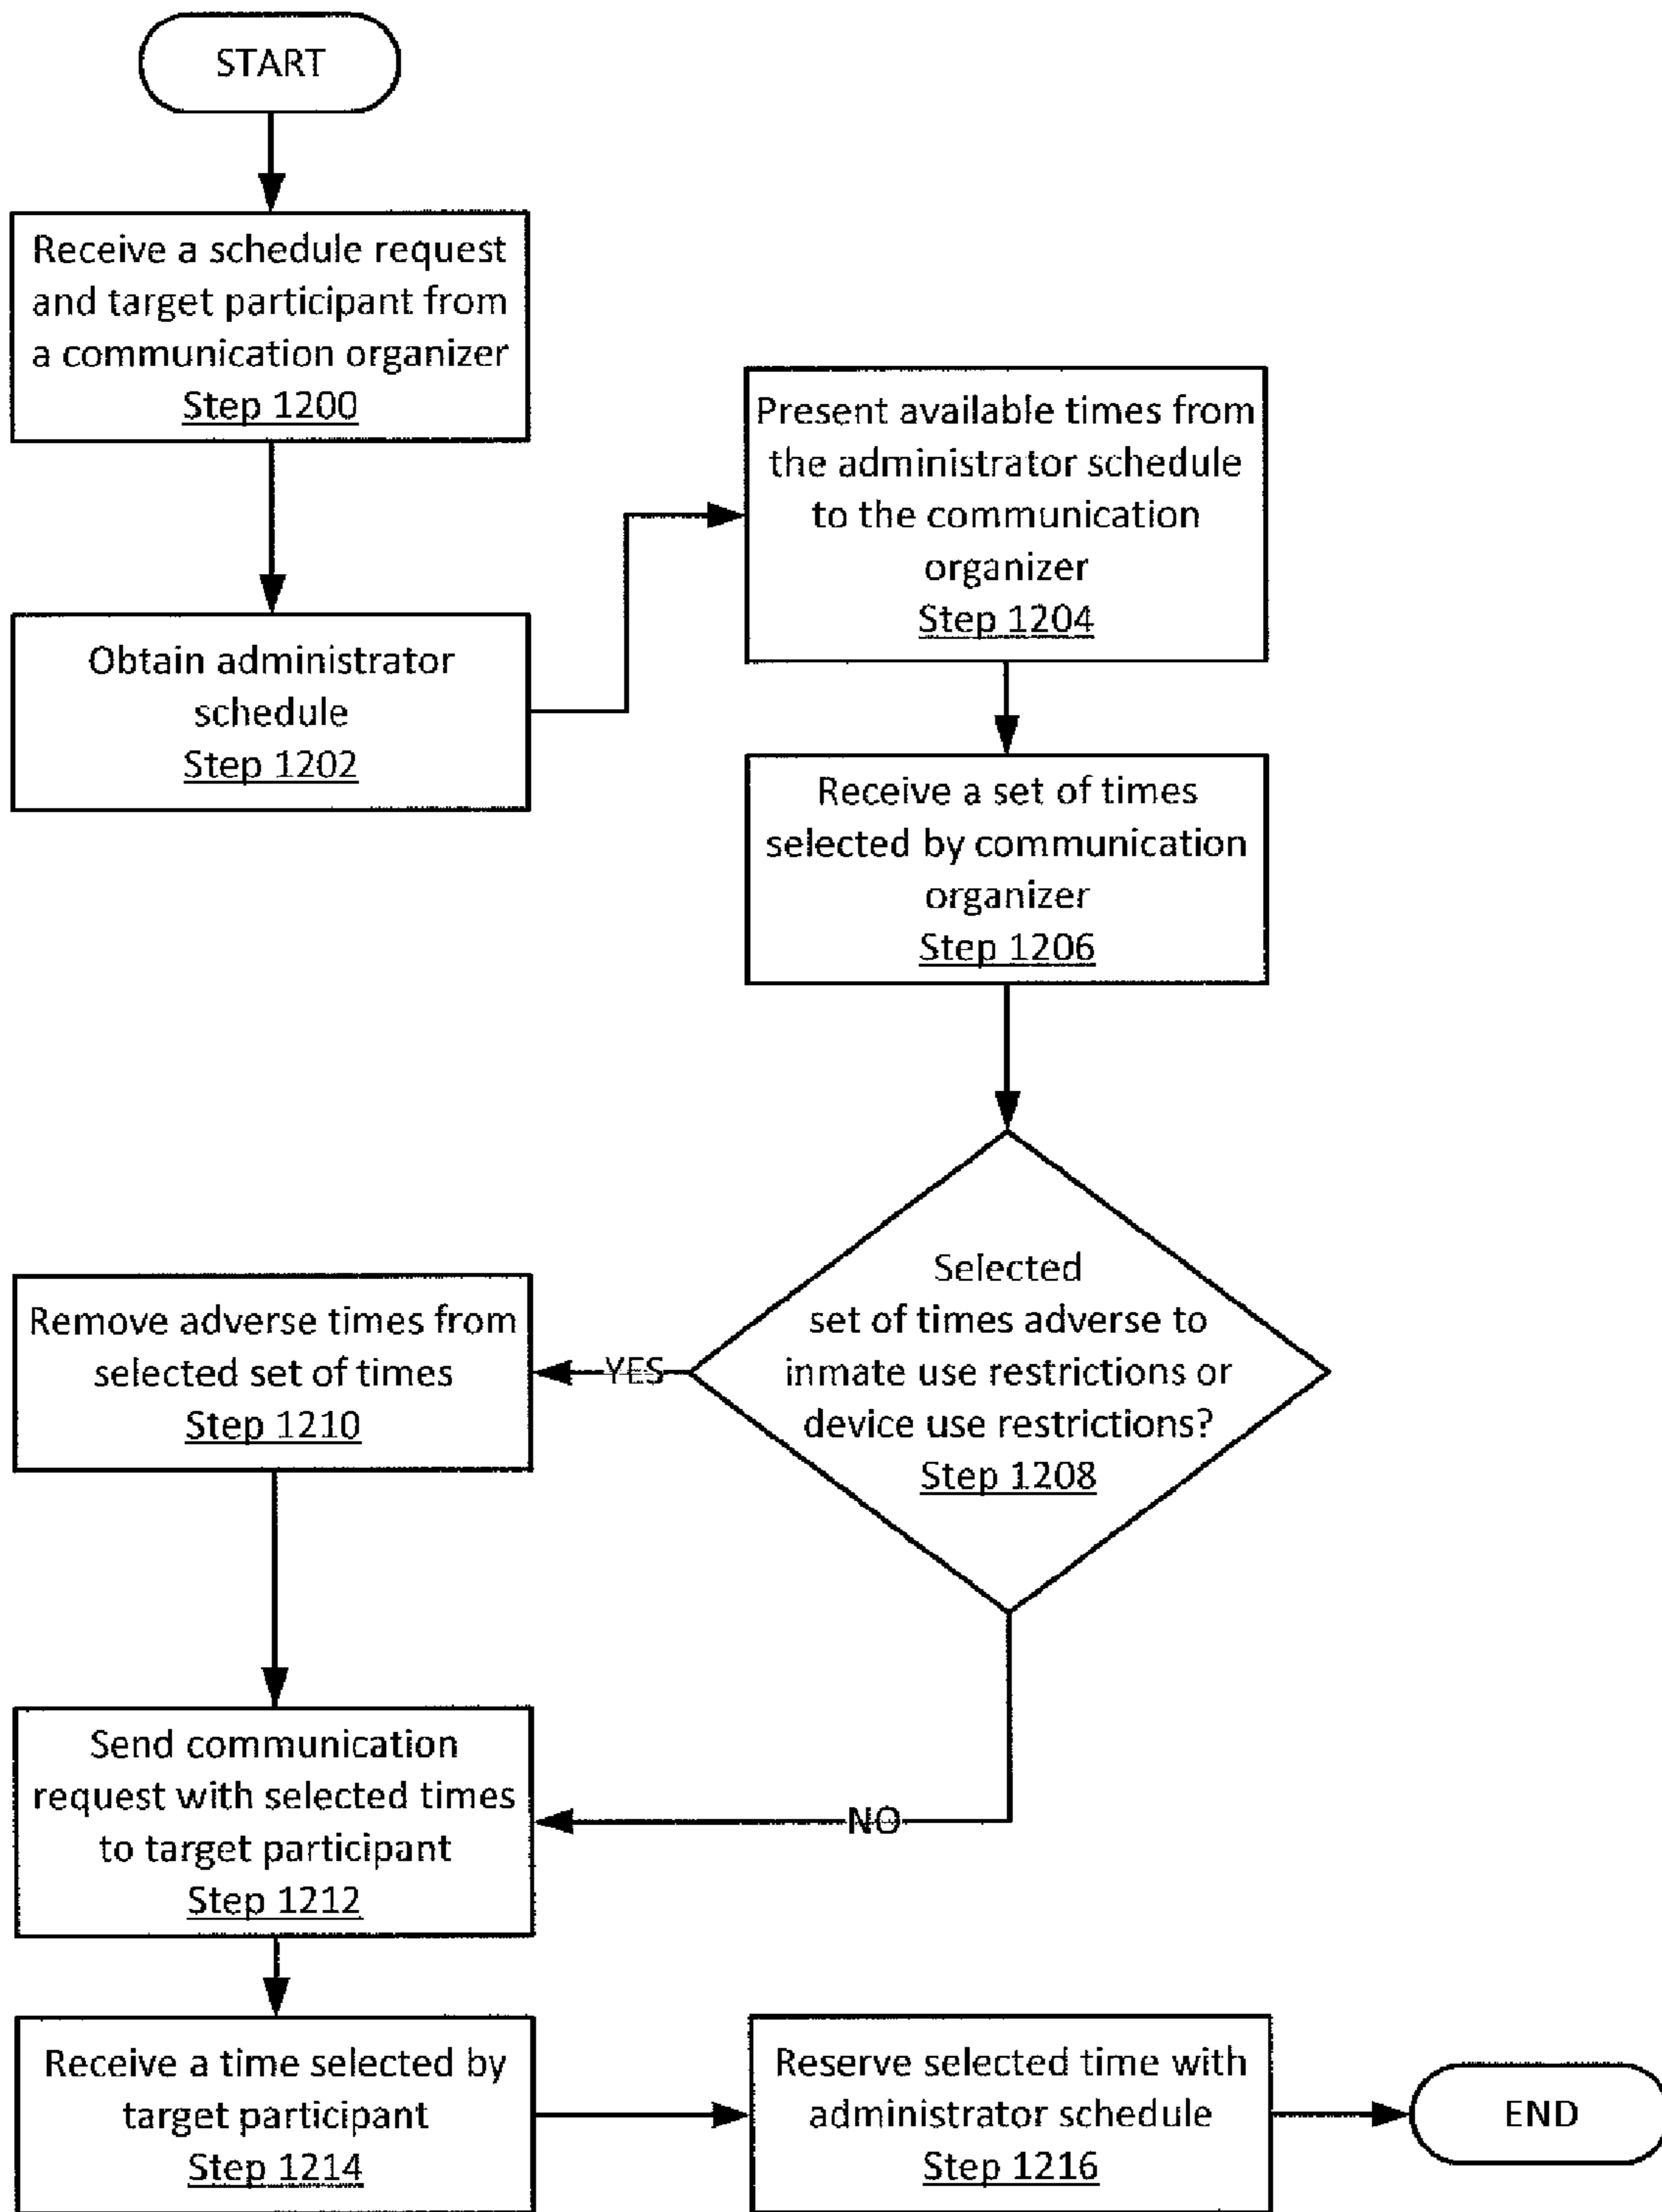 START
Receive a schedule request
and target participant from
a communication organizer
Step 1200
Obtain administrator
schedule
Step 1202
Present available times from
the administrator schedule
to the communication
organizer
Step 1204
Receive a set of times
selected by communication
organizer
Step 1206
Selected
set of times adverse to
inmate use restrictions or
device use restrictions?
Step 1208
YES
Remove adverse times from
selected set of times
Step 1210
NO
Send communication
request with selected times
to target participant
Step 1212
Receive a time selected by
target participant
Step 1214
Reserve selected time with
administrator schedule
Step 1216
END